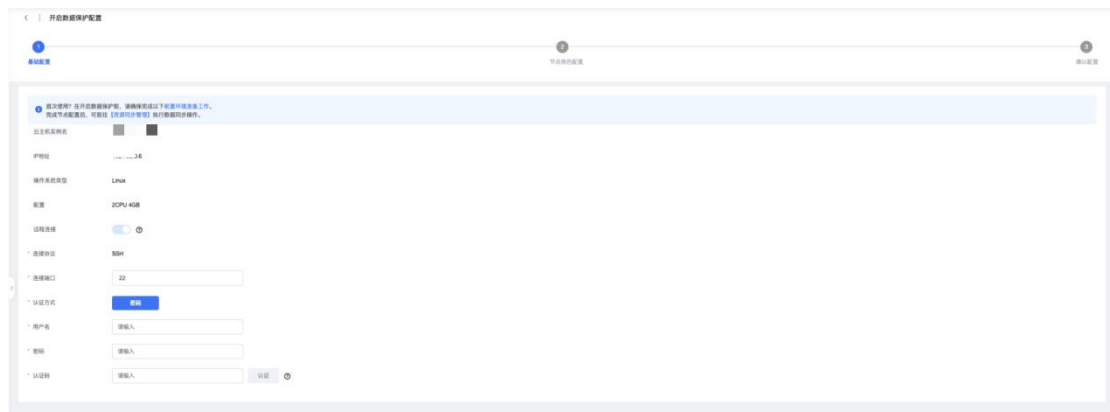 < | 开启数据保护配置
1
2
3
基础配置
节点角色配置
确认配置
首次使用？在开启数据保护前，请确保完成以下配置环境准备工作。
完成节点配置后，可前往【资源同步管理】执行数据同步操作。
云主机实例名
IP地址
操作系统类型 Linux
配置 2CPU 4GB
远程连接
* 连接协议 SSH
* 连接端口 22
* 认证方式 密码
* 用户名 请输入
* 密码 请输入
* 认证码 请输入 认证